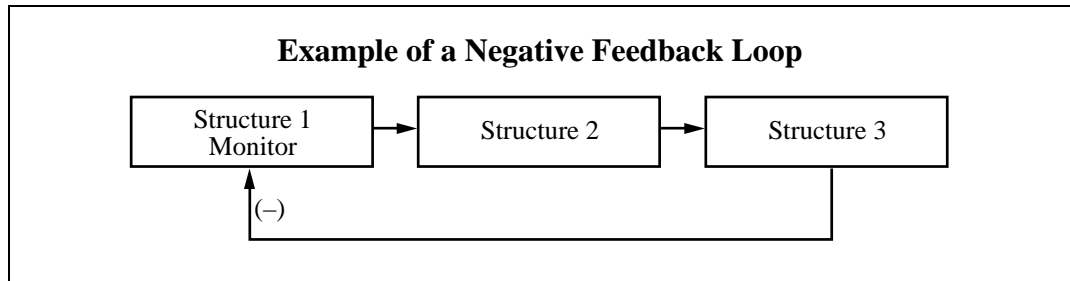 Example of a Negative Feedback Loop
Structure 1
Monitor
Structure 2
Structure 3
(–)